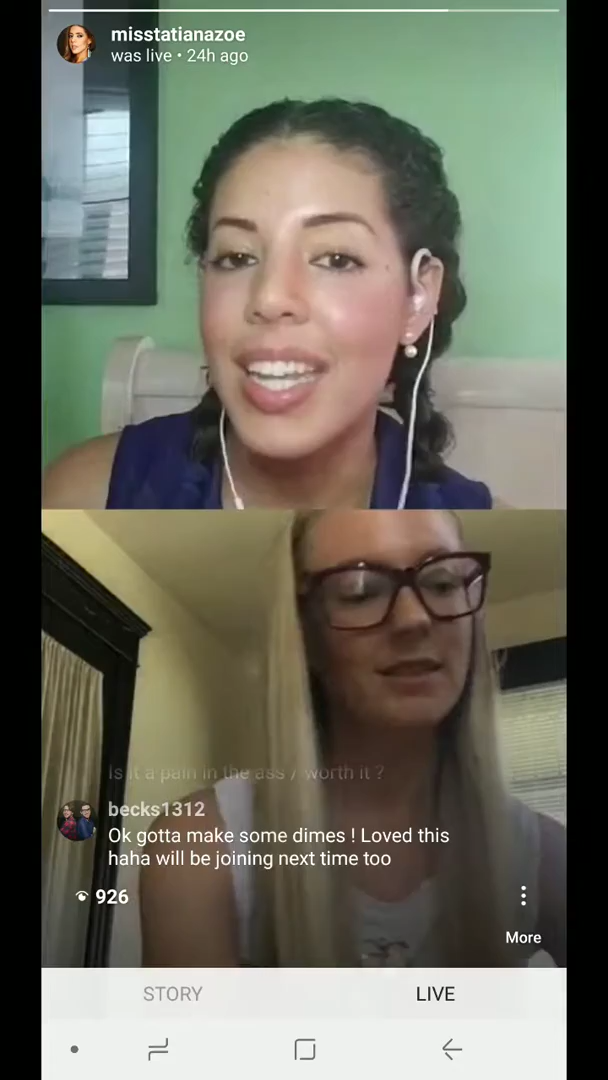 misstatianazoe
was live • 24h ago
Is it a pain in the ass / worth it ?
becks1312
Ok gotta make some dimes ! Loved this
haha will be joining next time too
926
More
STORY
LIVE